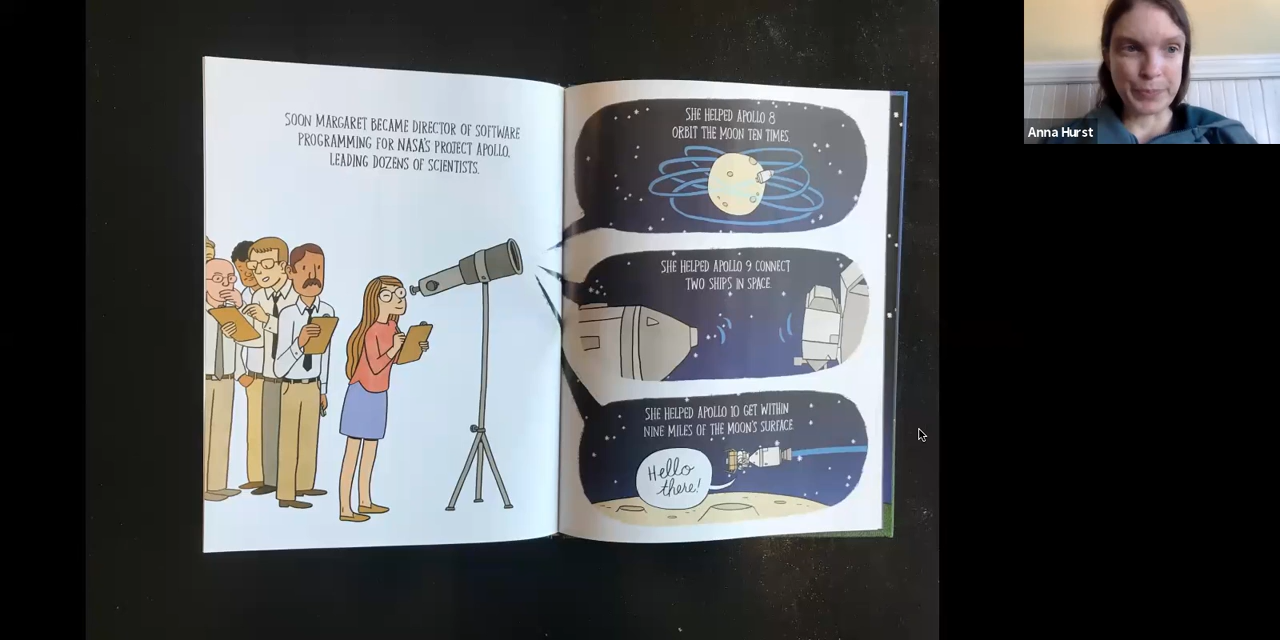 SOON MARGARET BECAME DIRECTOR OF SOFTWARE
PROGRAMMING FOR NASA'S PROJECT APOLLO,
LEADING DOZENS OF SCIENTISTS.
SHE HELPED APOLLO 8
ORBIT THE MOON TEN TIMES.
SHE HELPED APOLLO 9 CONNECT
TWO SHIPS IN SPACE.
SHE HELPED APOLLO 10 GET WITHIN
NINE MILES OF THE MOON'S SURFACE.
Hello
there!
Anna Hurst